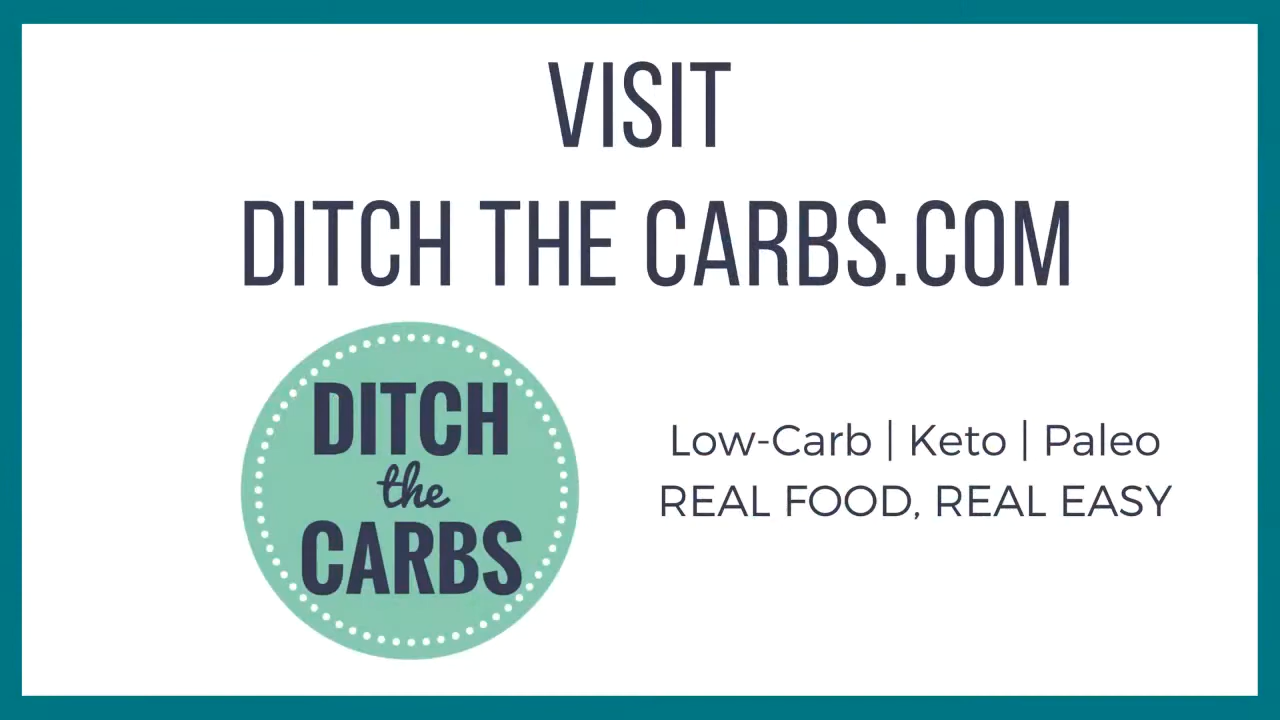 VISIT
DITCH THE CARBS.COM
DITCH
the
CARBS
Low-Carb | Keto | Paleo
REAL FOOD, REAL EASY